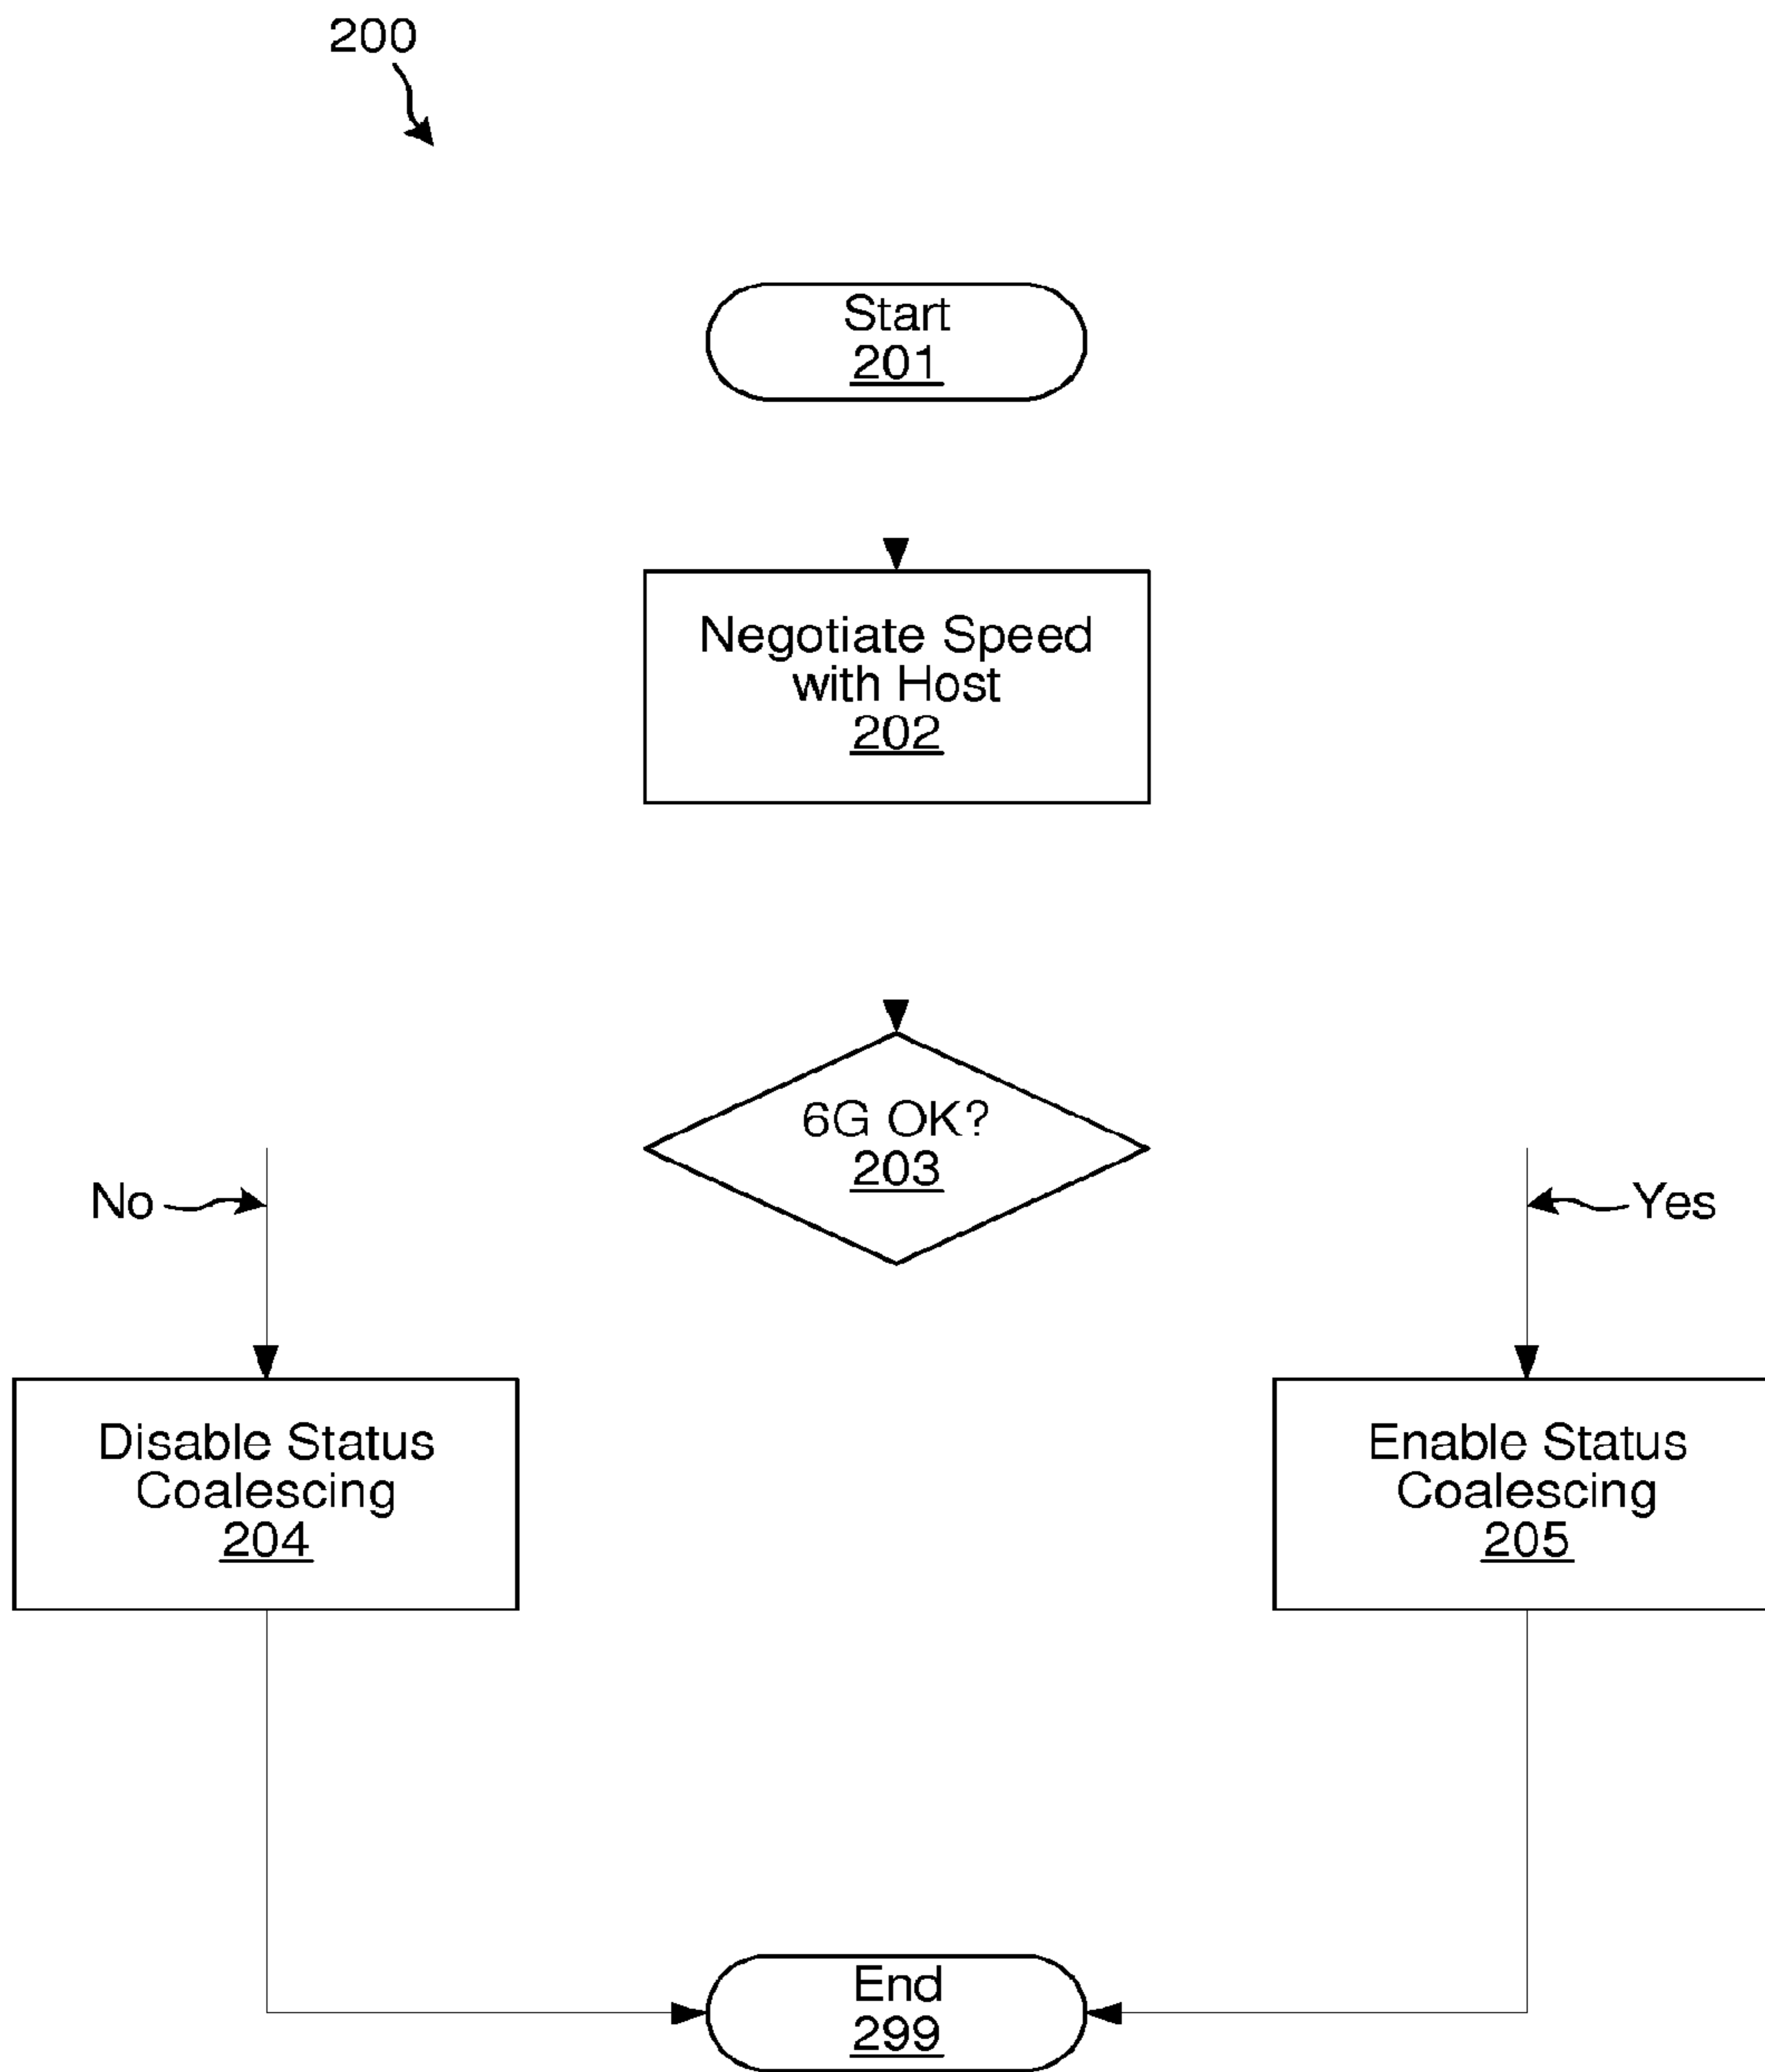 200
Start
201
Negotiate Speed
with Host
202
6G OK?
203
No
Yes
Disable Status
Coalescing
204
Enable Status
Coalescing
205
End
299